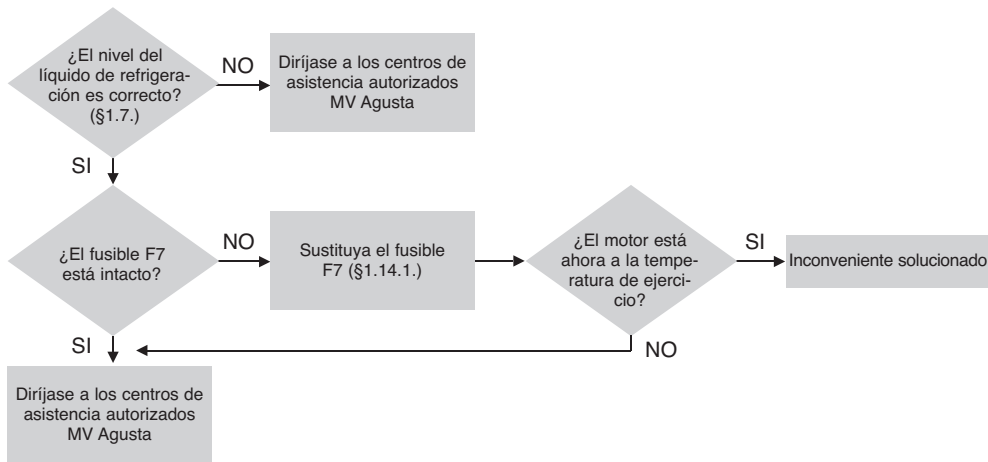 ¿El nivel del
líquido de refrigera-
ción es correcto?
(§1.7.)
NO
Diríjase a los centros de
asistencia autorizados
MV Agusta
SI
¿El fusible F7
está intacto?
NO
Sustituya el fusible
F7 (§1.14.1.)
¿El motor está
ahora a la tempe-
ratura de ejerci-
cio?
SI
Inconveniente solucionado
SI
NO
Diríjase a los centros de
asistencia autorizados
MV Agusta